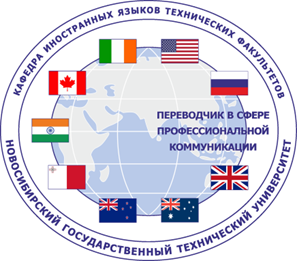 КАФЕДРА ИНОСТРАННЫХ ЯЗЫКОВ ТЕХНИЧЕСКИХ ФАКУЛЬТЕТОВ
ПЕРЕВОДЧИК В СФЕРЕ
ПРОФЕССИОНАЛЬНОЙ
КОММУНИКАЦИИ
НОВОСИБИРСКИЙ ГОСУДАРСТВЕННЫЙ ТЕХНИЧЕСКИЙ УНИВЕРСИТЕТ